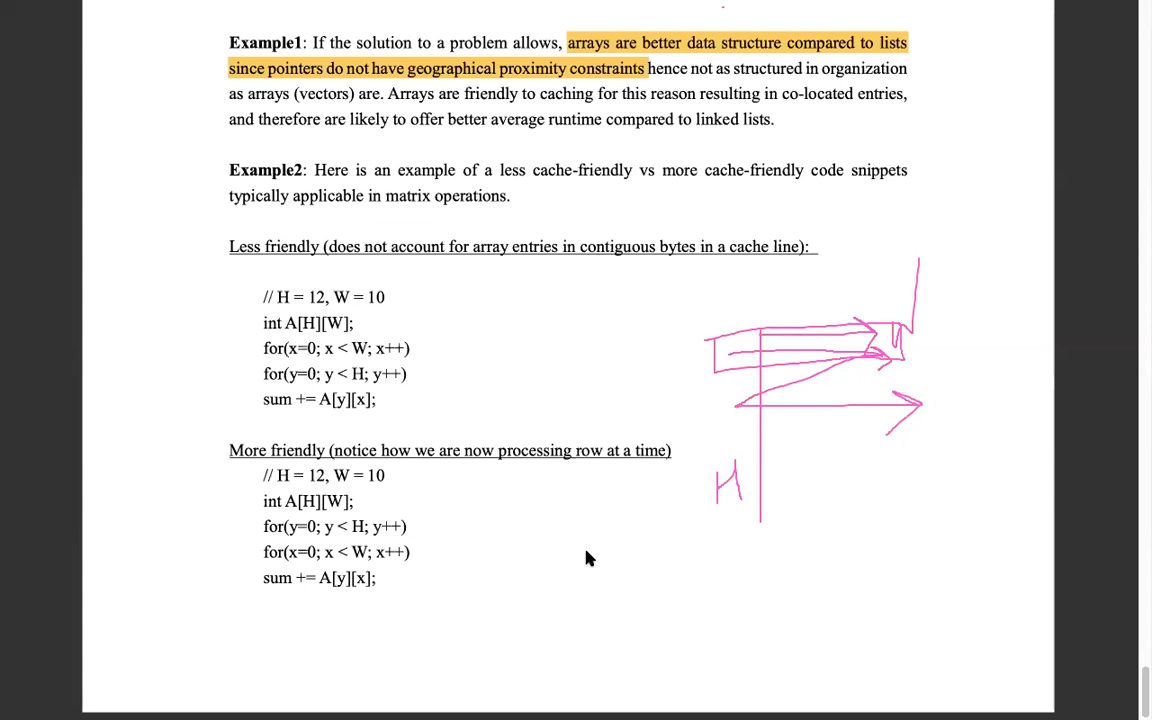 Example1: If the solution to a problem allows, arrays are better data structure compared to lists
since pointers do not have geographical proximity constraints hence not as structured in organization
as arrays (vectors) are. Arrays are friendly to caching for this reason resulting in co-located entries,
and therefore are likely to offer better average runtime compared to linked lists.
Example2: Here is an example of a less cache-friendly vs more cache-friendly code snippets
typically applicable in matrix operations.
Less friendly (does not account for array entries in contiguous bytes in a cache line):
// H = 12, W = 10
int A[H][W];
for(x=0; x < W; x++)
for(y=0; y < H; y++)
sum += A[y][x];
More friendly (notice how we are now processing row at a time)
// H = 12, W = 10
int A[H][W];
for(y=0; y < H; y++)
for(x=0; x < W; x++)
sum += A[y][x];
W
H